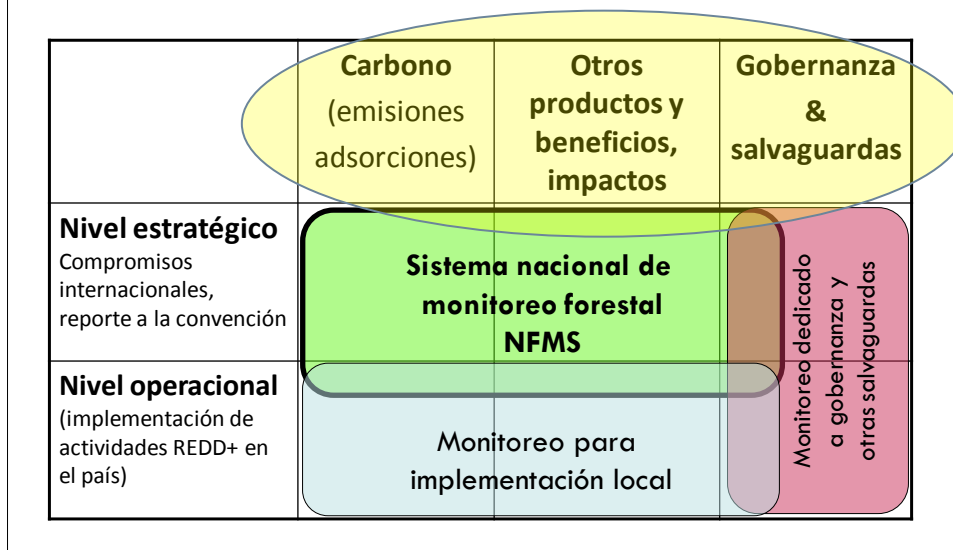 Carbono
(emisiones
adsorciones)
Otros
productos y
beneficios,
impactos
Gobernanza
&
salvaguardas
Nivel estratégico
Compromisos
internacionales,
reporte a la convención
Sistema nacional de
monitoreo forestal
NFMS
Monitoreo dedicado
a gobernanza y
otras salvaguardas
Nivel operacional
(implementación de
actividades REDD+ en
el país)
Monitoreo para
implementación local